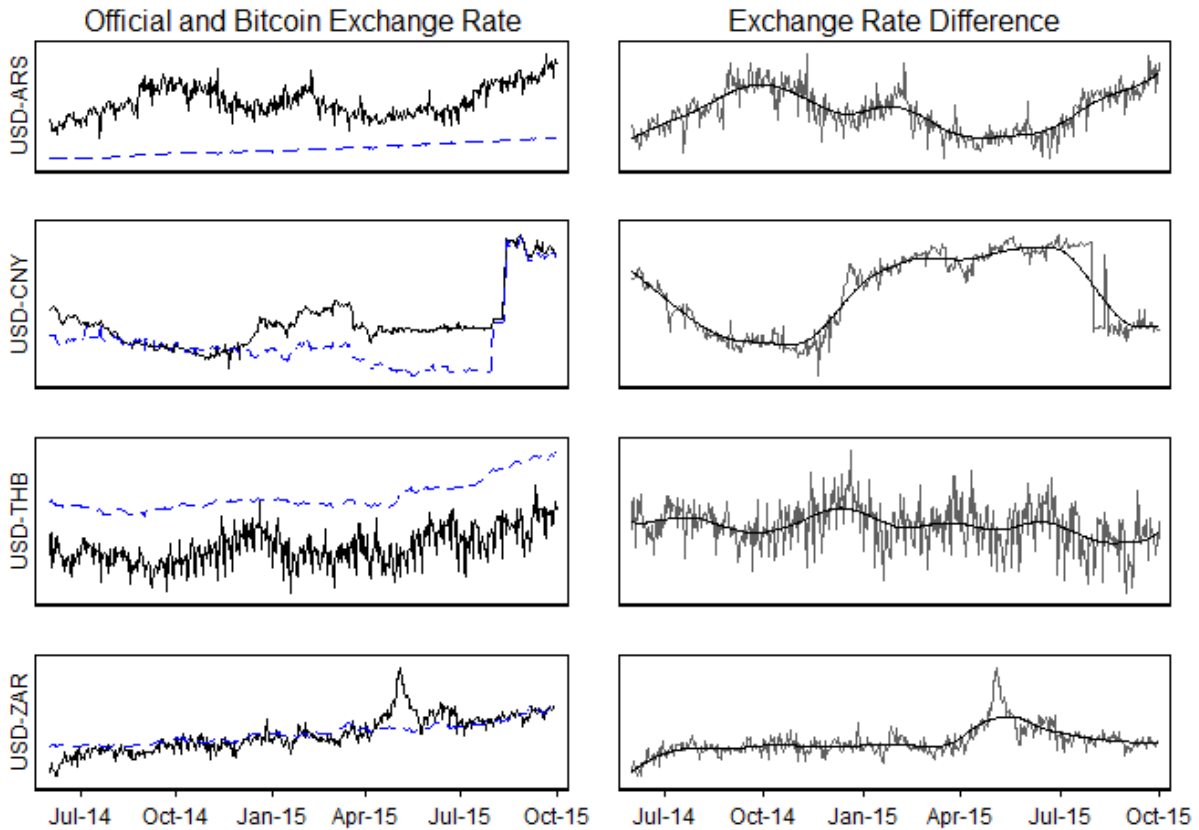 Official and Bitcoin Exchange Rate
Exchange Rate Difference
USD-ARS
USD-CNY
USD-THB
USD-ZAR
Jul-14 Oct-14 Jan-15 Apr-15 Jul-15 Oct-15
Jul-14 Oct-14 Jan-15 Apr-15 Jul-15 Oct-15